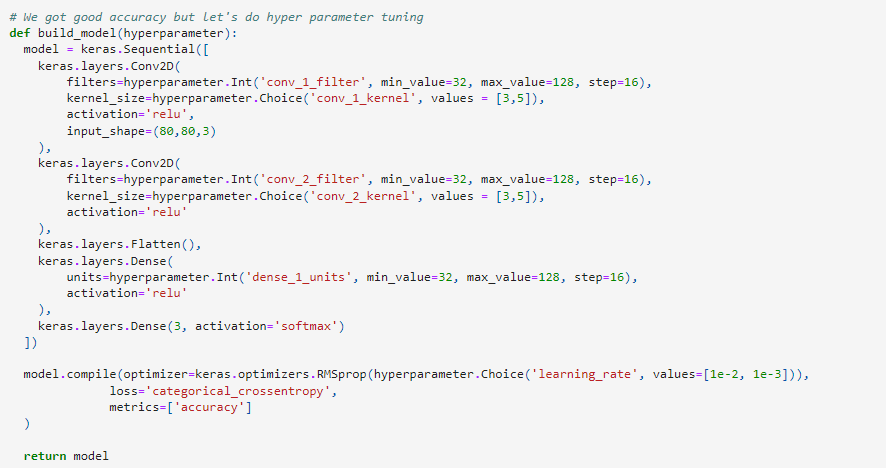 # We got good accuracy but let's do hyper parameter tuning
def build_model(hyperparameter):
  model = keras.Sequential([
    keras.layers.Conv2D(
        filters=hyperparameter.Int('conv_1_filter', min_value=32, max_value=128, step=16),
        kernel_size=hyperparameter.Choice('conv_1_kernel', values = [3,5]),
        activation='relu',
        input_shape=(80,80,3)
    ),
    keras.layers.Conv2D(
        filters=hyperparameter.Int('conv_2_filter', min_value=32, max_value=128, step=16),
        kernel_size=hyperparameter.Choice('conv_2_kernel', values = [3,5]),
        activation='relu'
    ),
    keras.layers.Flatten(),
    keras.layers.Dense(
        units=hyperparameter.Int('dense_1_units', min_value=32, max_value=128, step=16),
        activation='relu'
    ),
    keras.layers.Dense(3, activation='softmax')
  ])

  model.compile(optimizer=keras.optimizers.RMSprop(hyperparameter.Choice('learning_rate', values=[1e-2, 1e-3])),
              loss='categorical_crossentropy',
              metrics=['accuracy']
  )

  return model